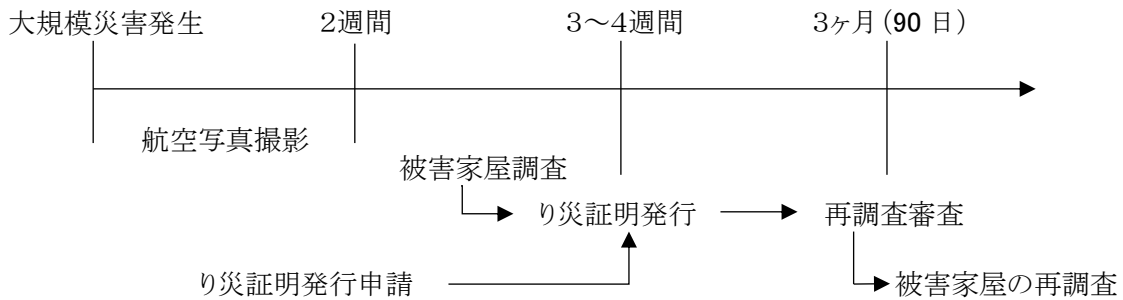 大規模災害発生 2週間 3～4週間 3ヶ月（90日）
航空写真撮影
被害家屋調査
り災証明発行 再調査審査
り災証明発行申請 被害家屋の再調査